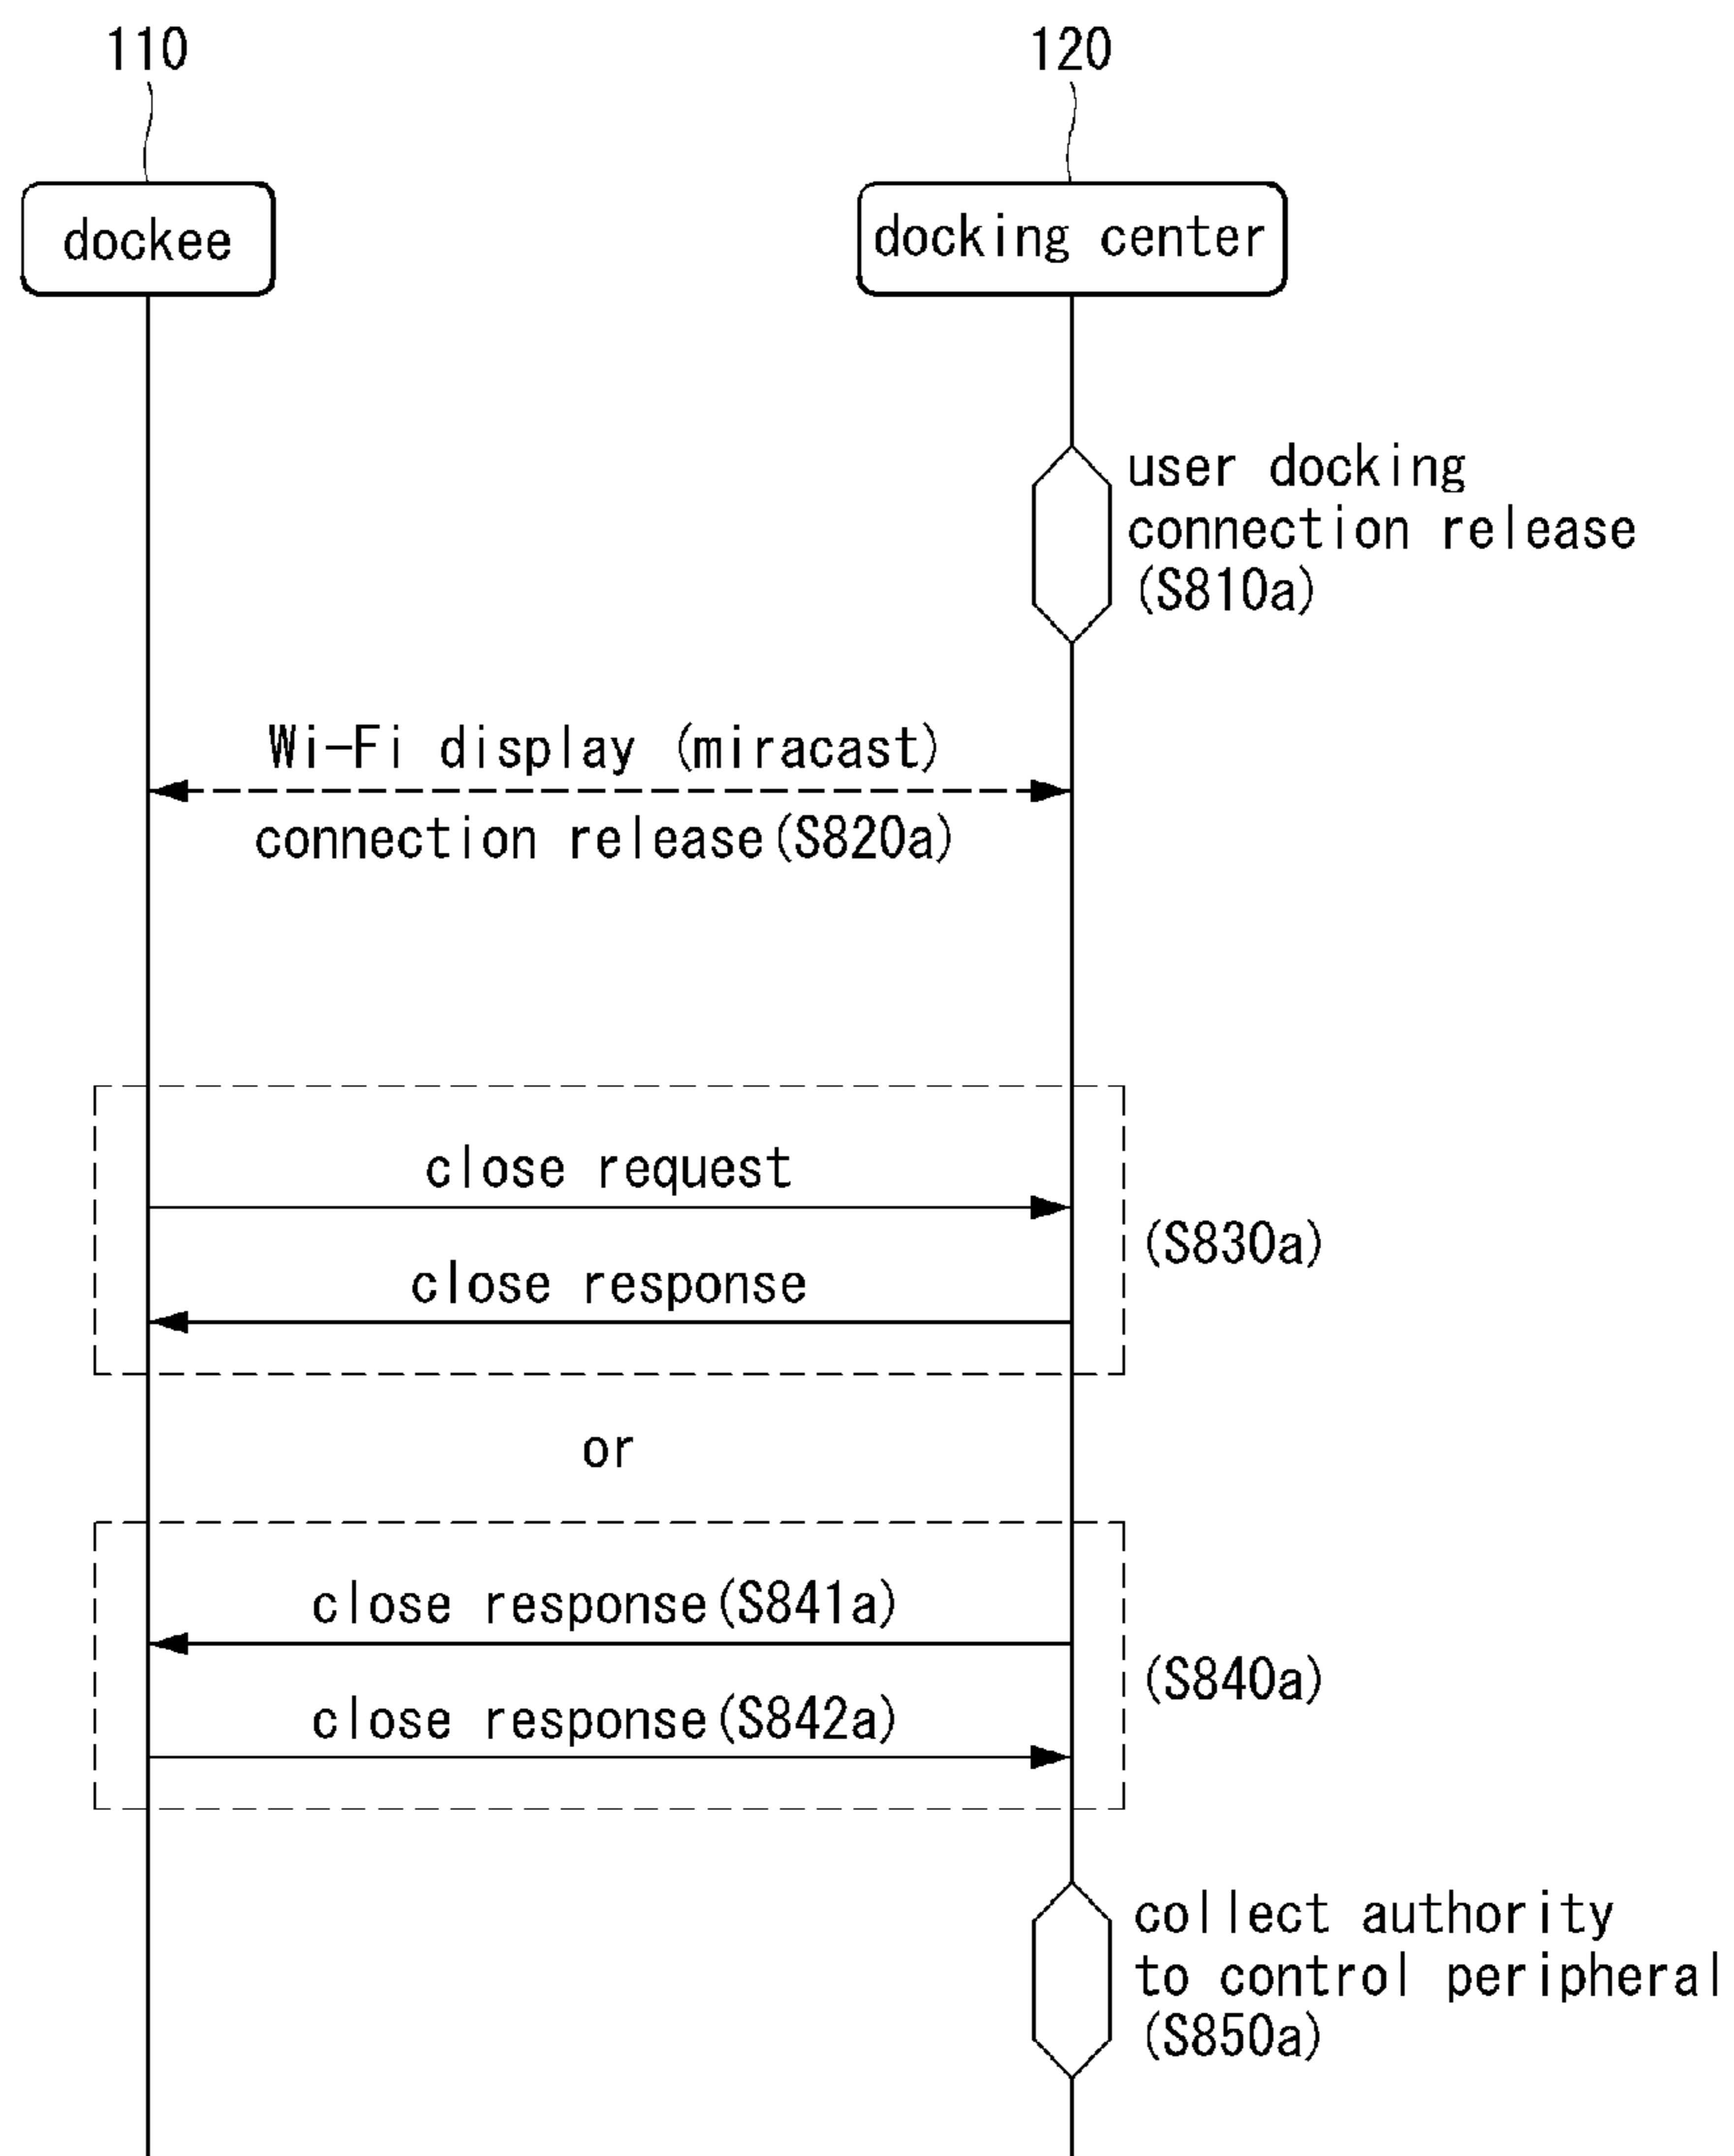 110
120
dockee
docking center
user docking
connection release
(S810a)
Wi-Fi display (miracast)
connection release(S820a)
close request
(S830a)
close response
or
close response(S841a)
(S840a)
close response(S842a)
collect authority
to control peripheral
(S850a)